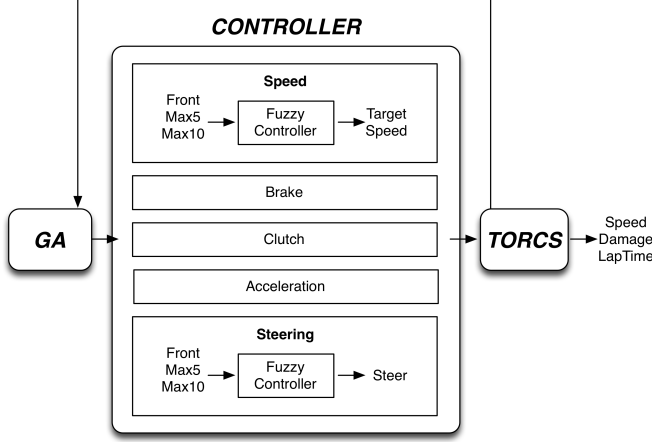 CONTROLLER
Speed
Front
Max5
Max10
Fuzzy
Controller
Target
Speed
Brake
GA
Clutch
TORCS
Speed
Damage
LapTime
Acceleration
Steering
Front
Max5
Max10
Fuzzy
Controller
Steer